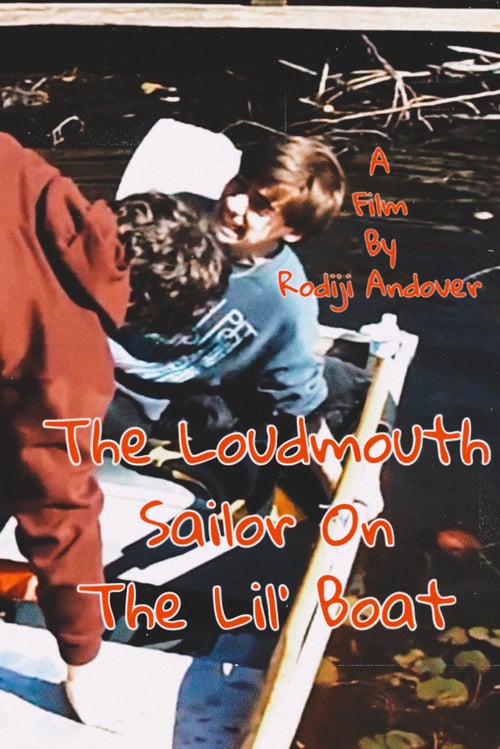 A
Film
By
Rodiji Andover
The Loudmouth
Sailor On
The Lil' Boat